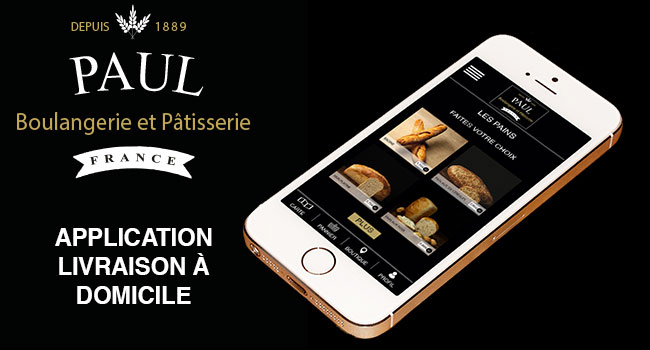 DEPUIS 1889
PAUL
Boulangerie et Pâtisserie
FRANCE
APPLICATION
LIVRAISON À
DOMICILE
PAUL
LES PAINS
FAITES VOTRE CHOIX
PLUS
CARTE
PANNIER
BOUTIQUE
PROFIL